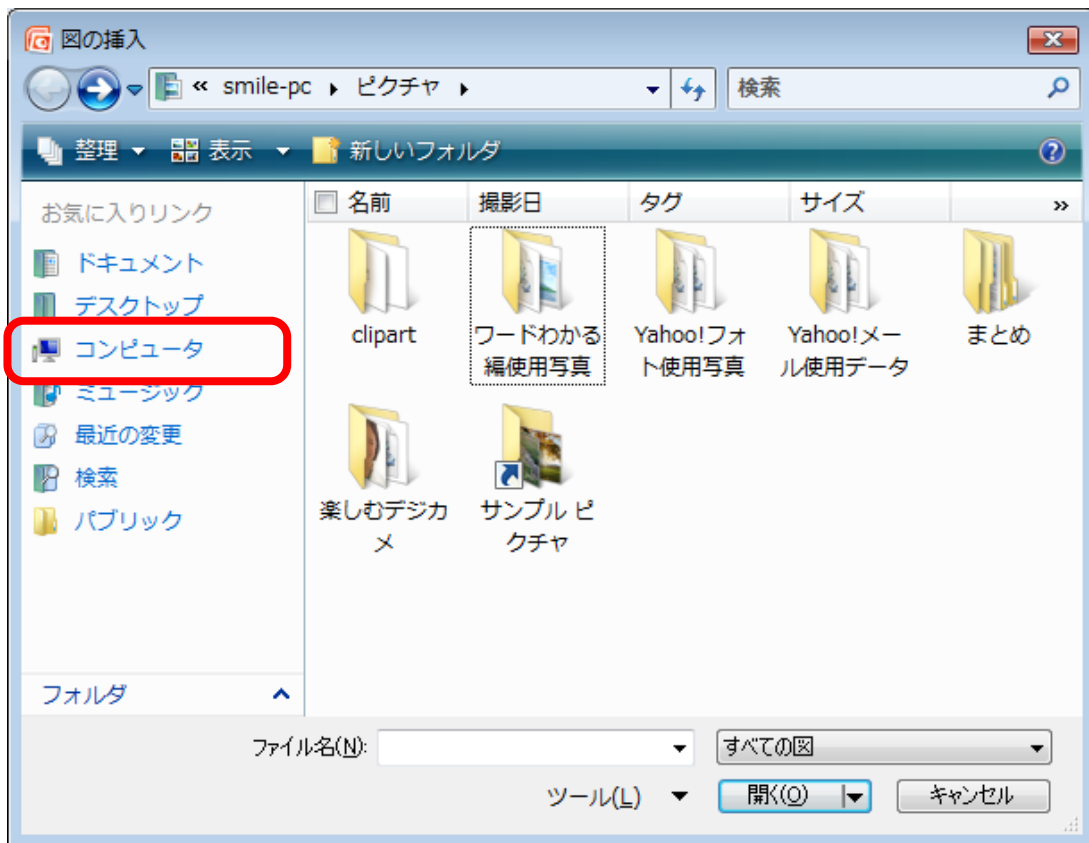 図の挿入
« smile-pc ▸ ピクチャ ▸
検索
整理 表示 新しいフォルダ
お気に入りリンク
ドキュメント
デスクトップ
コンピュータ
ミュージック
最近の変更
検索
パブリック
フォルダ
名前 撮影日 タグ サイズ »
clipart
ワードわかる
編使用写真
Yahoo!フォ
ト使用写真
Yahoo!メー
ル使用データ
まとめ
楽しむデジカ
メ
サンプル ピ
クチャ
ファイル名(N):
すべての図
ツール(L) 開く(O) キャンセル